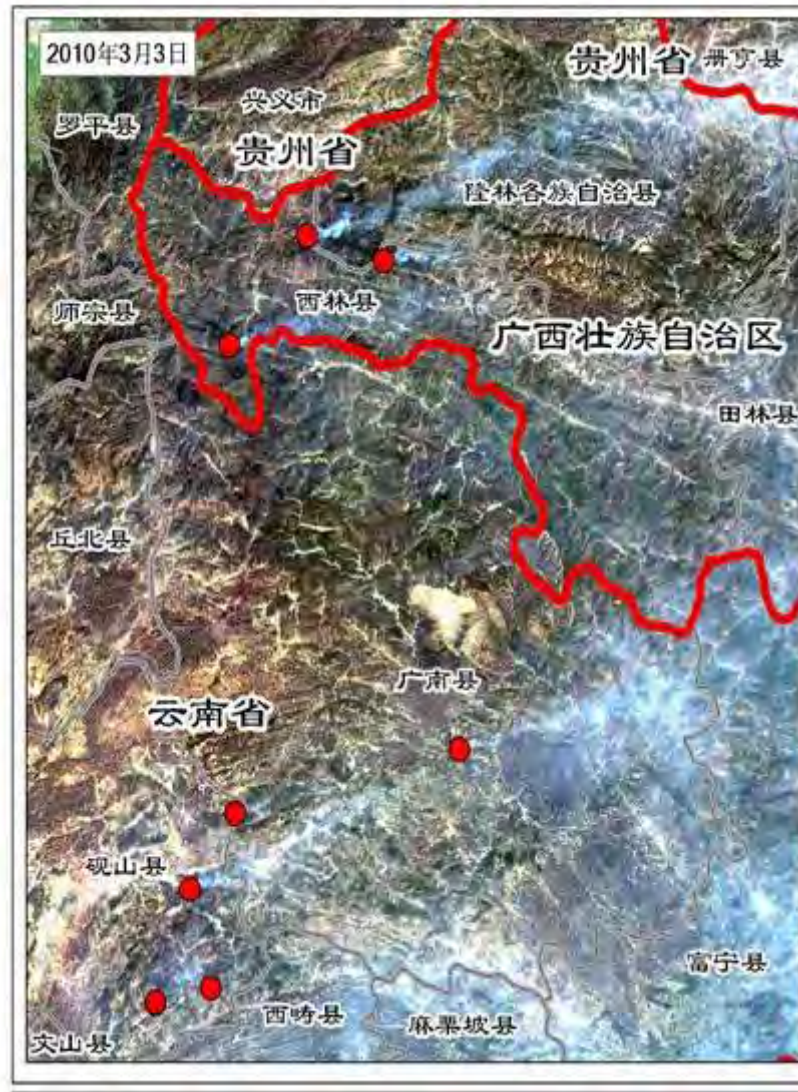 2010年3月3日
贵州省
册亨县
兴义市
罗平县
贵州省
隆林各族自治县
西林县
师宗县
广西壮族自治区
田林县
丘北县
广南县
云南省
砚山县
富宁县
西畴县
麻栗坡县
文山县